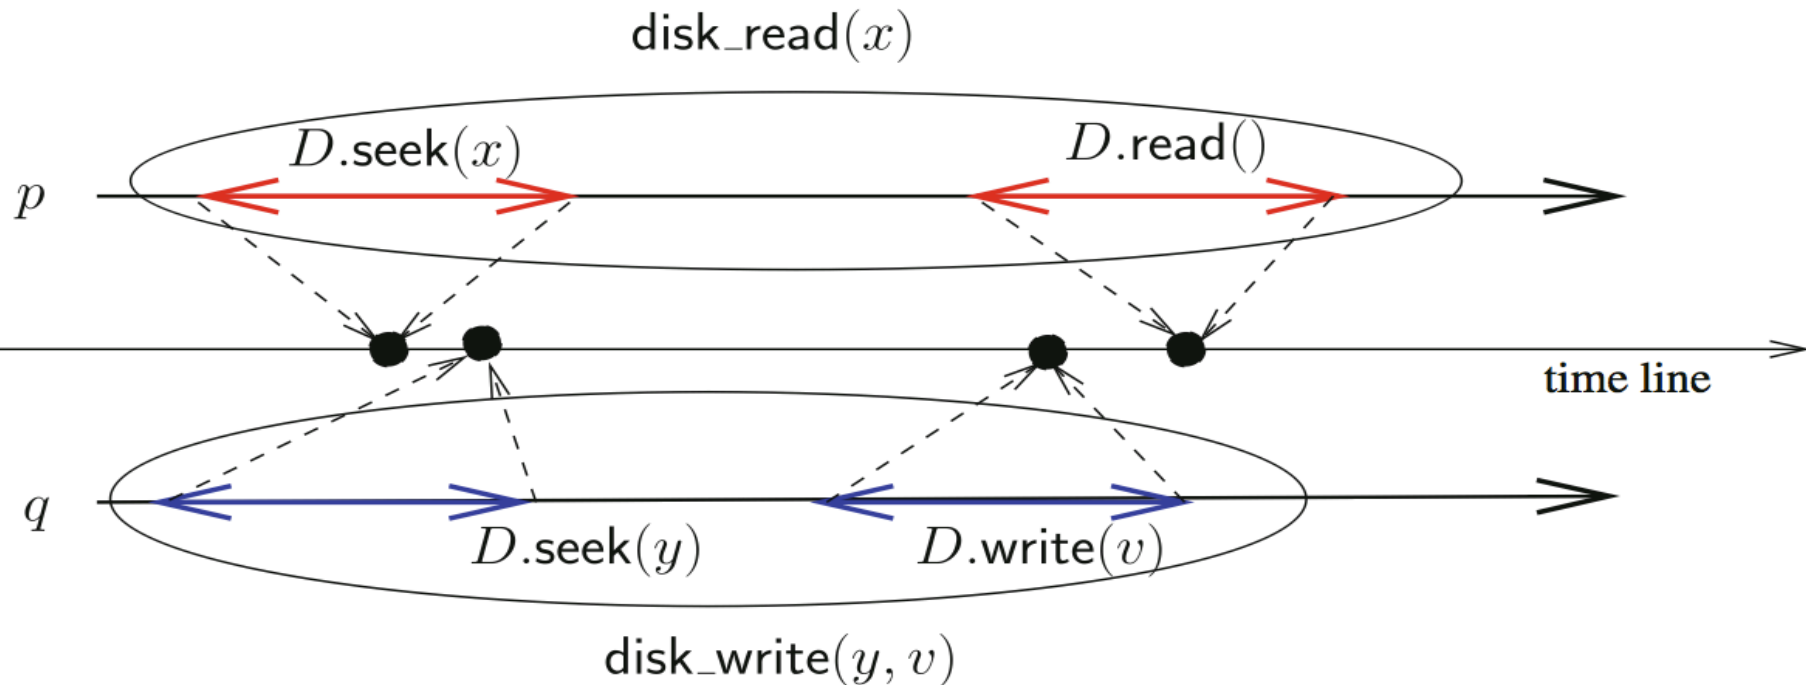 disk_read(x)
D.seek(x)
D.read()
p
time line
q
D.seek(y)
D.write(v)
disk_write(y, v)